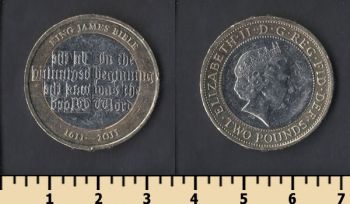 KING JAMES BIBLE
In the
beginning
was the
Word
1611-2011
ELIZABETH·II·D·G·REG·FID·DEF·
TWO POUNDS
1 2 3 4 5 6 7